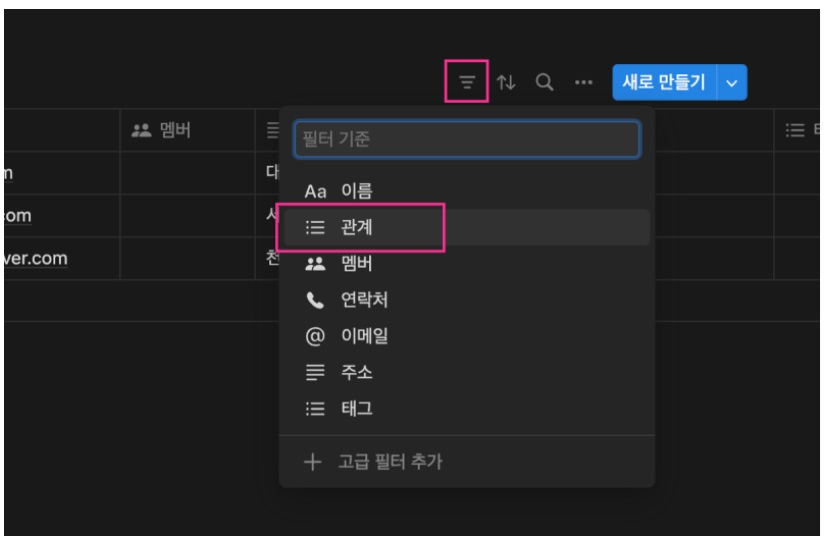 새로 만들기
멤버
m
com
ver.com
대
서
천
필터 기준
Aa 이름
관계
멤버
연락처
@ 이메일
주소
태그
+ 고급 필터 추가